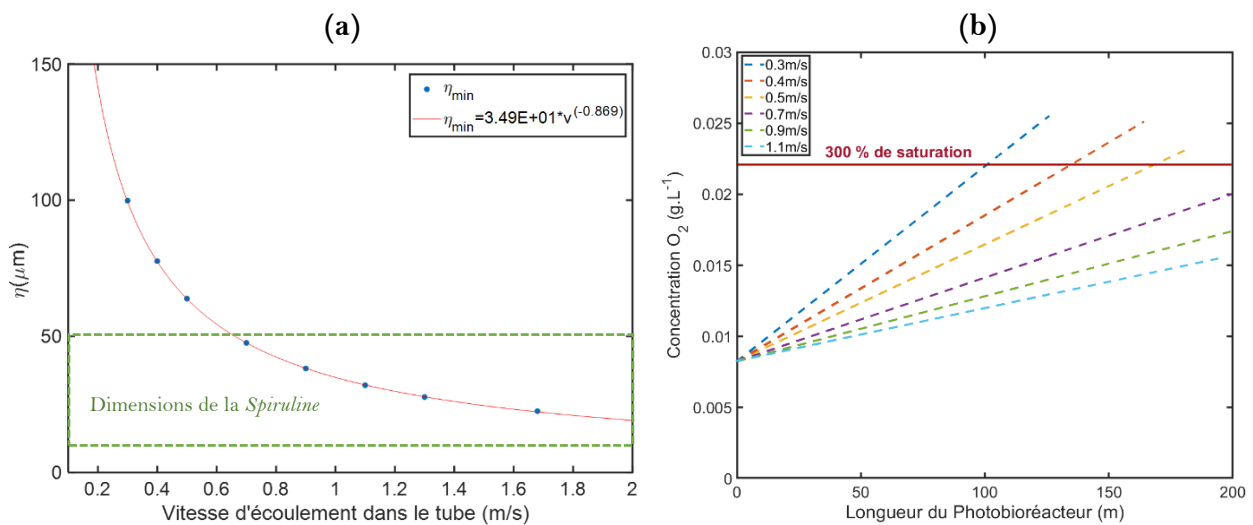 (a)
150
100
50
0
η(μm)
η_min
η_min=3.49E+01*v^(-0.869)
Dimensions de la Spiruline
0.2 0.4 0.6 0.8 1 1.2 1.4 1.6 1.8 2
Vitesse d'écoulement dans le tube (m/s)
(b)
0.03
0.025
0.02
0.015
0.01
0.005
0
Concentration O₂ (g.L⁻¹)
0.3m/s
0.4m/s
0.5m/s
0.7m/s
0.9m/s
1.1m/s
300 % de saturation
0 50 100 150 200
Longueur du Photobioréacteur (m)